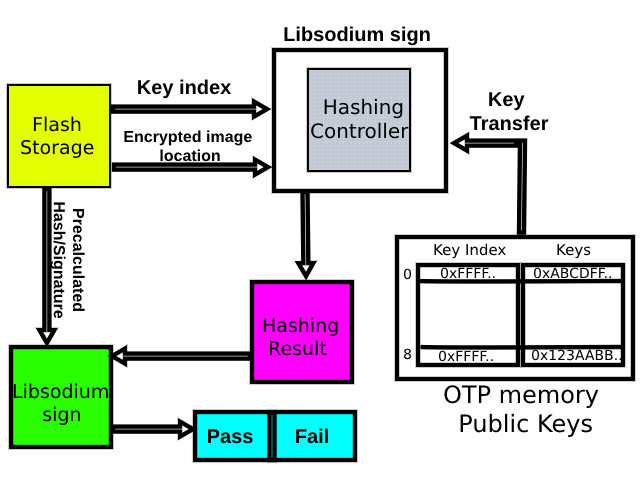 Libsodium sign
Key index
Flash
Storage
Encrypted image
location
Hashing
Controller
Key
Transfer
Precalculated
Hash/Signature
Key Index
Keys
0
0xFFFF..
0xABCDFF..
8
0xFFFF..
0x123AABB..
OTP memory
Public Keys
Hashing
Result
Libsodium
sign
Pass
Fail